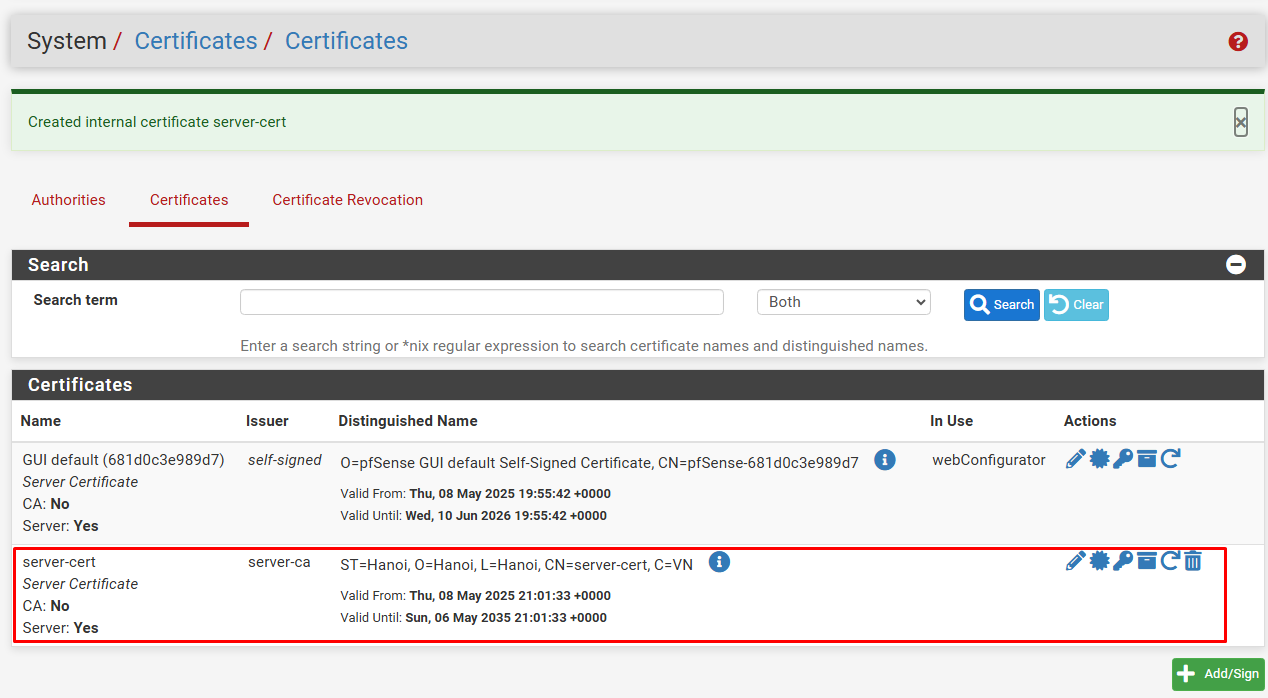 System / Certificates / Certificates
?
Created internal certificate server-cert
×
Authorities Certificates Certificate Revocation
Search
Search term Both Search Clear
Enter a search string or *nix regular expression to search certificate names and distinguished names.
Certificates
Name Issuer Distinguished Name In Use Actions
GUI default (681d0c3e989d7) self-signed O=pfSense GUI default Self-Signed Certificate, CN=pfSense-681d0c3e989d7 i webConfigurator
Server Certificate
CA: No
Server: Yes
Valid From: Thu, 08 May 2025 19:55:42 +0000
Valid Until: Wed, 10 Jun 2026 19:55:42 +0000
server-cert server-ca ST=Hanoi, O=Hanoi, L=Hanoi, CN=server-cert, C=VN i
Server Certificate
CA: No
Server: Yes
Valid From: Thu, 08 May 2025 21:01:33 +0000
Valid Until: Sun, 06 May 2035 21:01:33 +0000
Add/Sign